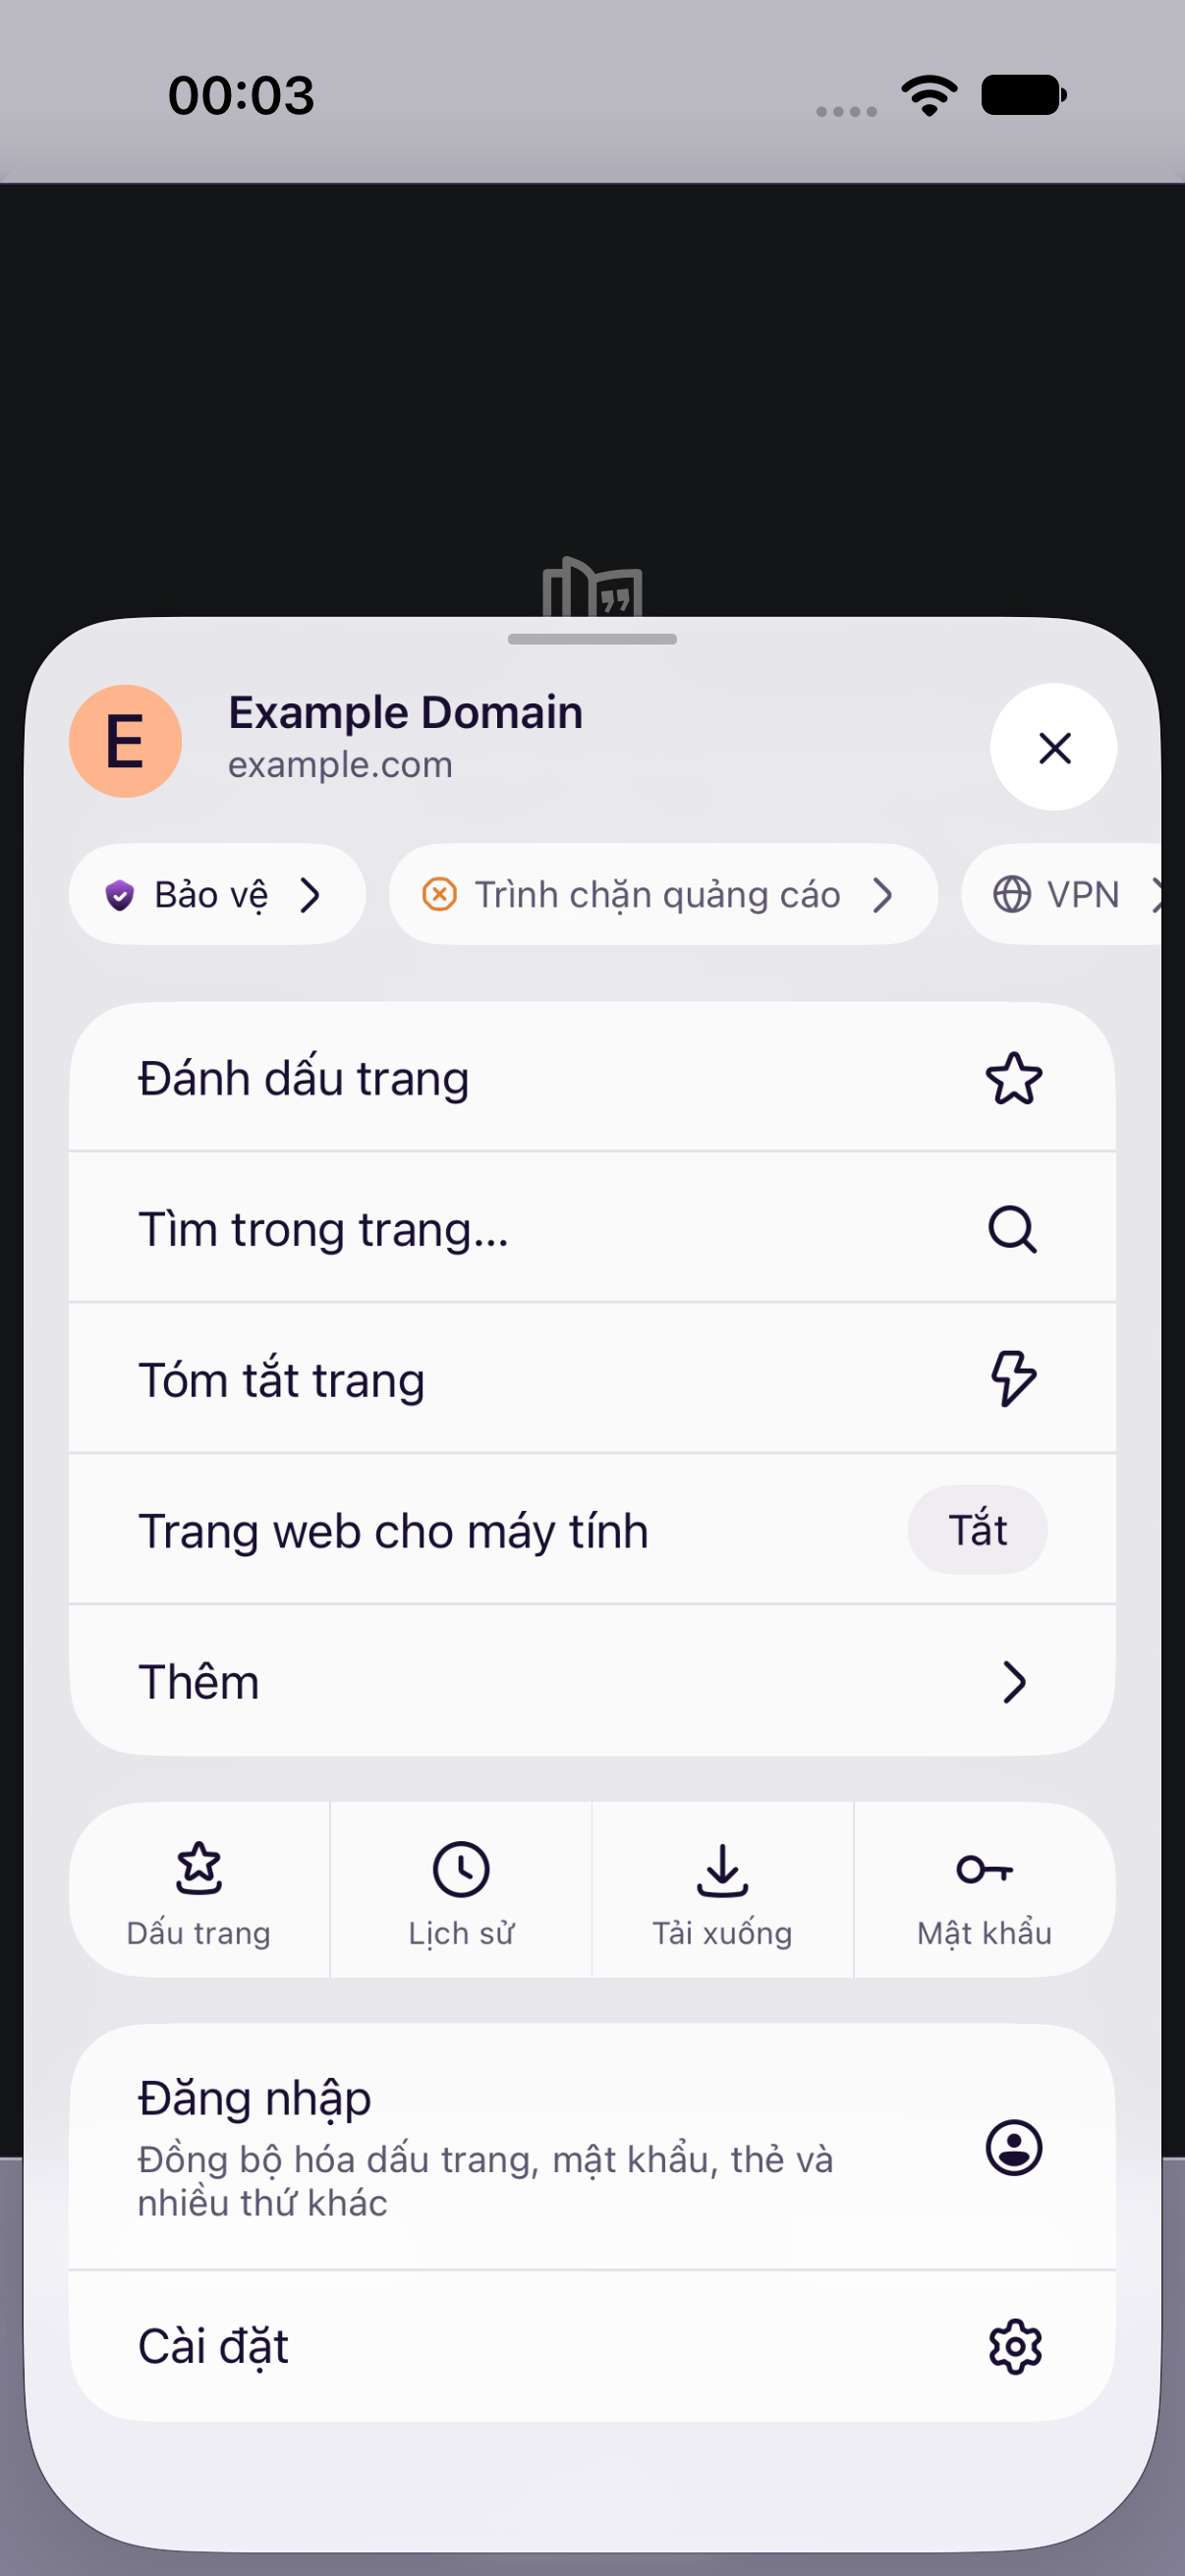 00:03
E
Example Domain
example.com
Bảo vệ
Trình chặn quảng cáo
VPN
Đánh dấu trang
Tìm trong trang...
Tóm tắt trang
Trang web cho máy tính
Tắt
Thêm
Dấu trang
Lịch sử
Tải xuống
Mật khẩu
Đăng nhập
Đồng bộ hóa dấu trang, mật khẩu, thẻ và
nhiều thứ khác
Cài đặt